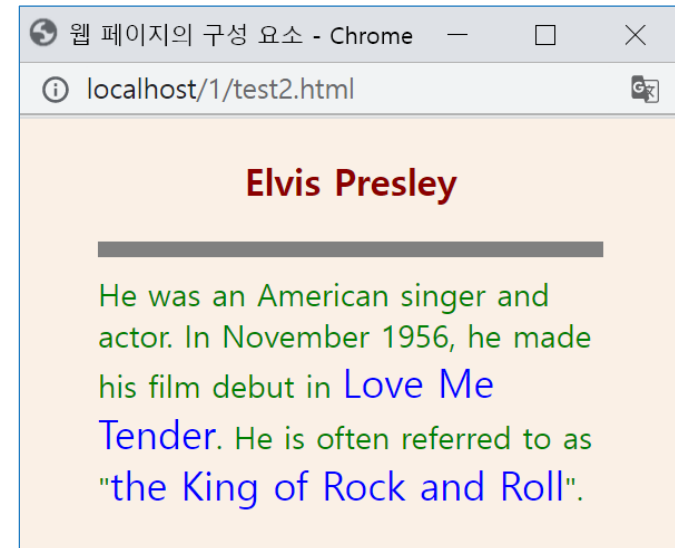 웹 페이지의 구성 요소 - Chrome
localhost/1/test2.html
Elvis Presley
He was an American singer and
actor. In November 1956, he made
his film debut in Love Me
Tender. He is often referred to as
"the King of Rock and Roll".